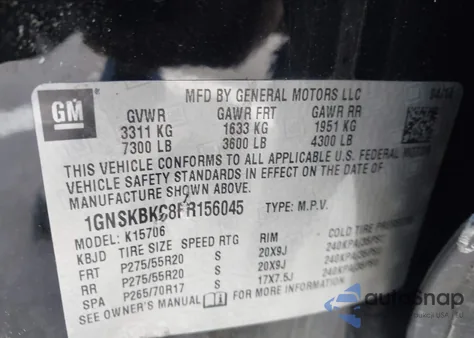 GM
MFD BY GENERAL MOTORS LLC
GVWR GAWR FRT GAWR RR
3311 KG 1633 KG 1951 KG
7300 LB 3600 LB 4300 LB
THIS VEHICLE CONFORMS TO ALL APPLICABLE U.S. FEDERAL MOTOR
VEHICLE SAFETY STANDARDS IN EFFECT ON THE DATE OF
MANUFACTURE SHOWN ABOVE.
1GNSKBKC8FR156045 TYPE: M.P.V.
MODEL: K15706
KBJD TIRE SIZE SPEED RTG RIM COLD TIRE
FRT P275/55R20 S 20X9J
RR P275/55R20 S 20X9J
SPA P265/70R17 S 17X7.5J
SEE OWNER'S MANUAL FOR MORE INFORMATION
autoSnap